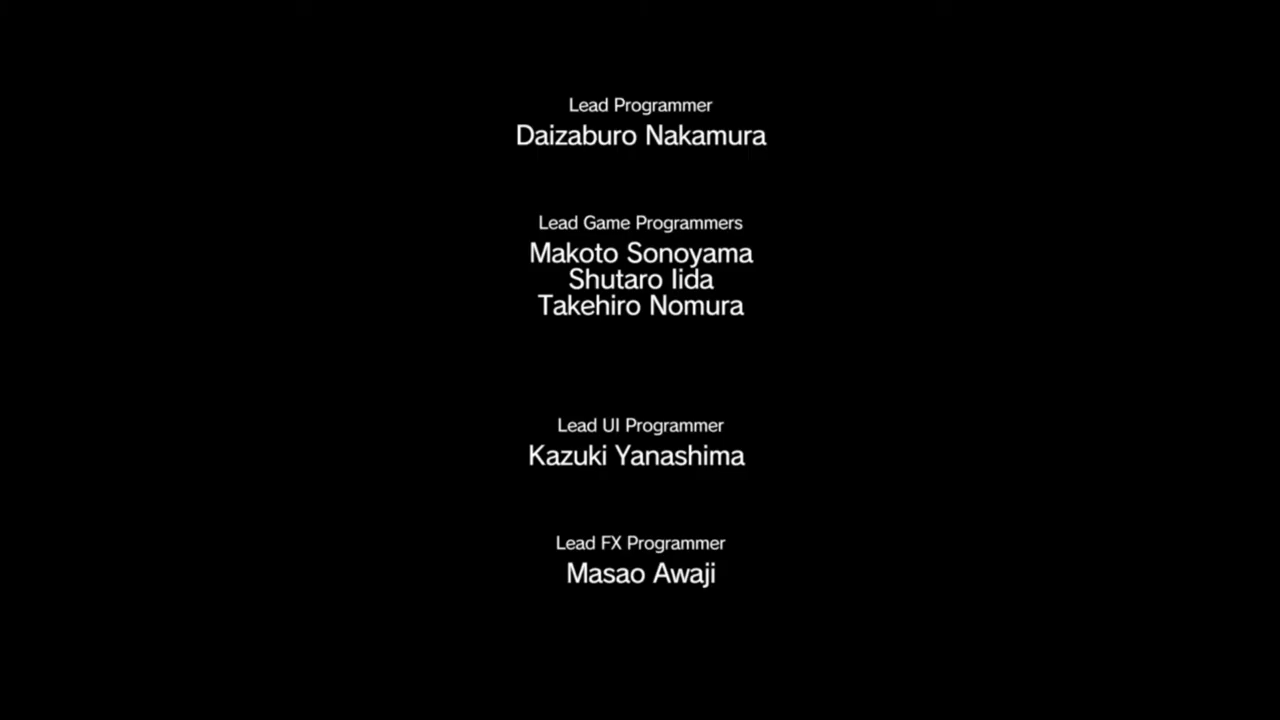 Lead Programmer
Daizaburo Nakamura
Lead Game Programmers
Makoto Sonoyama
Shutaro Iida
Takehiro Nomura
Lead UI Programmer
Kazuki Yanashima
Lead FX Programmer
Masao Awaji